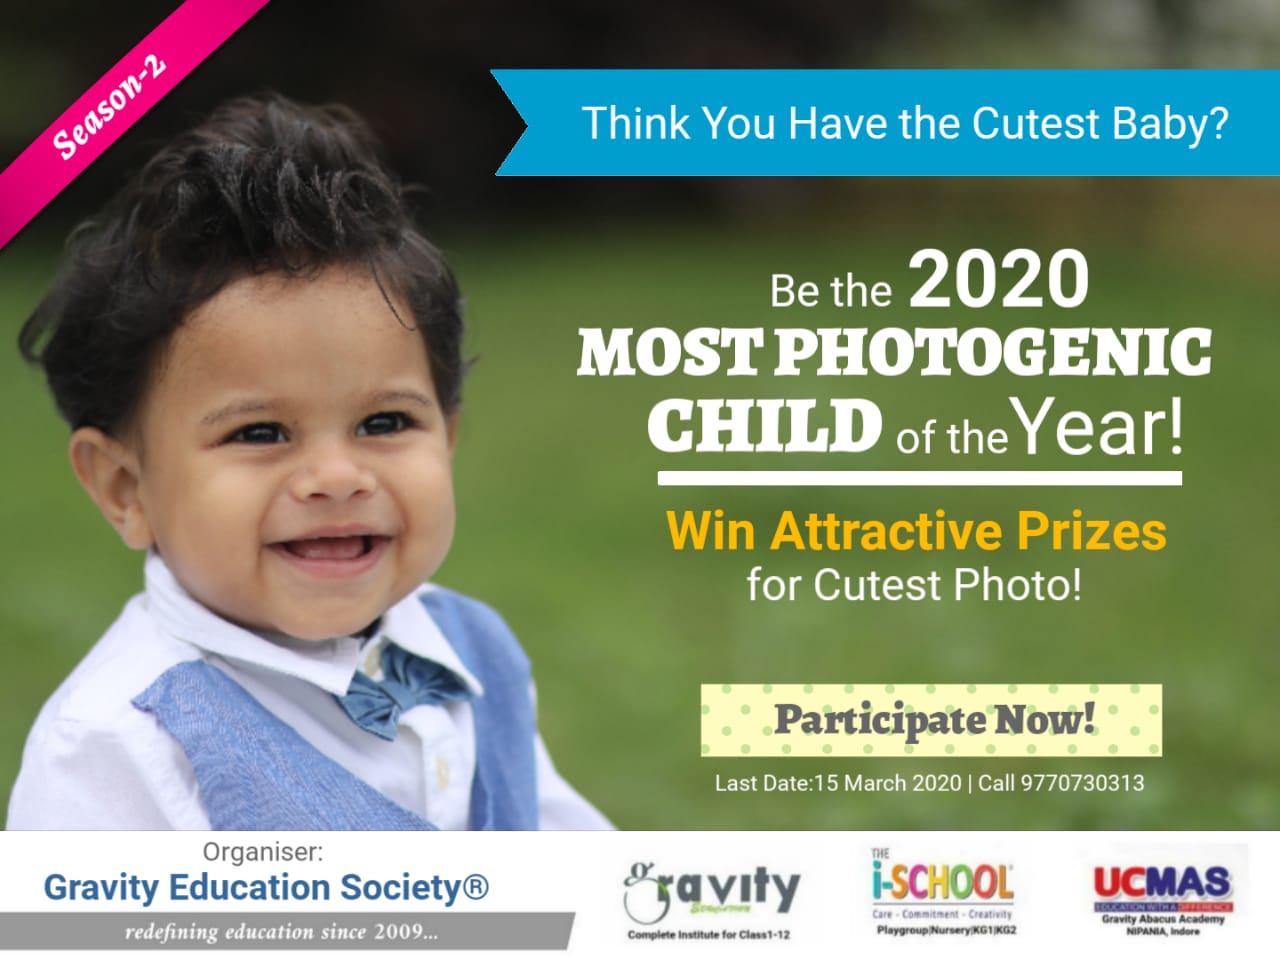 Season-2
Think You Have the Cutest Baby?
Be the 2020
MOST PHOTOGENIC
CHILD of the Year!
Win Attractive Prizes
for Cutest Photo!
Participate Now!
Last Date:15 March 2020 | Call 9770730313
Organiser:
Gravity Education Society®
redefining education since 2009...
gravity
Complete Institute for Class1-12
THE
i-SCHOOL
Care - Commitment - Creativity
Playgroup|Nursery|KG1|KG2
UCMAS
EDUCATION WITH A DIFFERENCE
Gravity Abacus Academy
NIPANIA, Indore